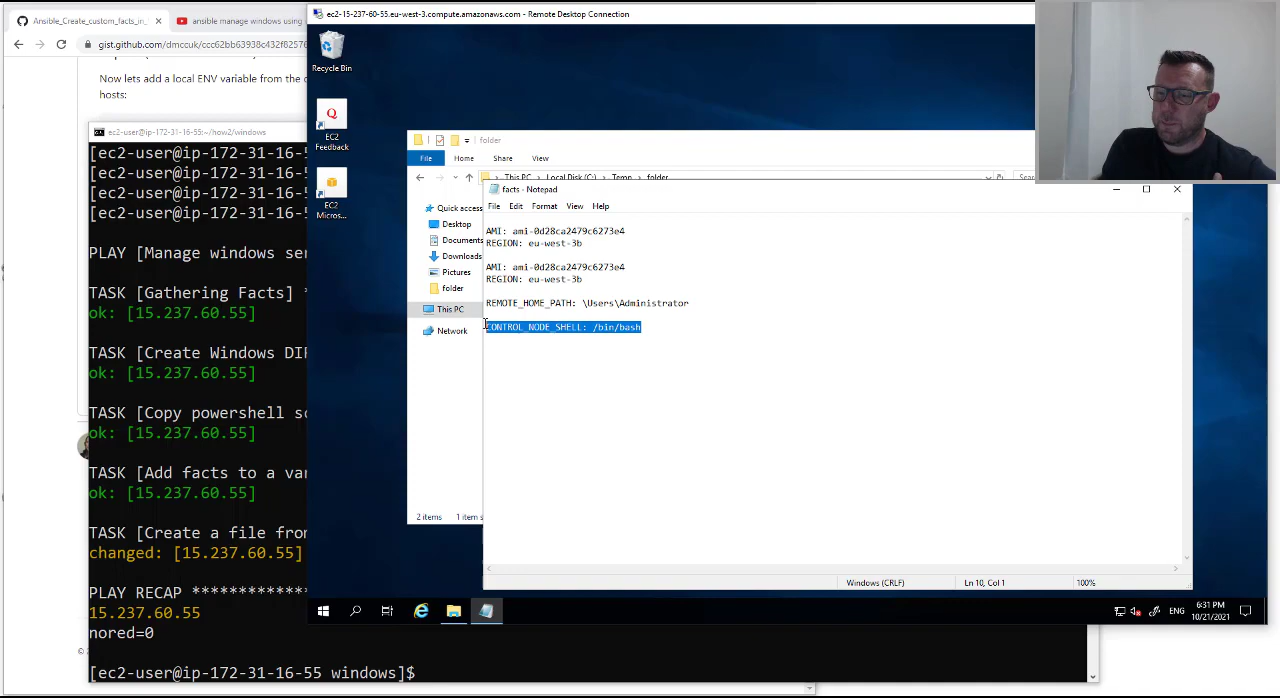 Ansible_Create_custom_facts_in_
ansible manage windows using
gist.github.com/dmccuk/ccc62bb63938c432f8257
Now lets add a local ENV variable from the
hosts:
ec2-user@ip-172-31-16-55:~/how2/windows
[ec2-user@ip-172-31-16-5
[ec2-user@ip-172-31-16-5
[ec2-user@ip-172-31-16-5
[ec2-user@ip-172-31-16-5
PLAY [Manage windows ser
TASK [Gathering Facts] *
ok: [15.237.60.55]
TASK [Create Windows DIR
ok: [15.237.60.55]
TASK [Copy powershell sc
ok: [15.237.60.55]
TASK [Add facts to a var
ok: [15.237.60.55]
TASK [Create a file from
changed: [15.237.60.55]
PLAY RECAP ************
15.237.60.55
nored=0
[ec2-user@ip-172-31-16-55 windows]$
ec2-15-237-60-55.eu-west-3.compute.amazonaws.com - Remote Desktop Connection
Recycle Bin
EC2
Feedback
EC2
Micros...
folder
File Home Share View
This PC Local Disk (C:) Temp folder
Quick access
Desktop
Documents
Downloads
Pictures
folder
This PC
Network
2 items 1 item s
facts - Notepad
File Edit Format View Help
AMI: ami-0d28ca2479c6273e4
REGION: eu-west-3b
AMI: ami-0d28ca2479c6273e4
REGION: eu-west-3b
REMOTE_HOME_PATH: \Users\Administrator
CONTROL_NODE_SHELL: /bin/bash
Windows (CRLF) Ln 10, Col 1 100%
ENG
6:31 PM
10/21/2021